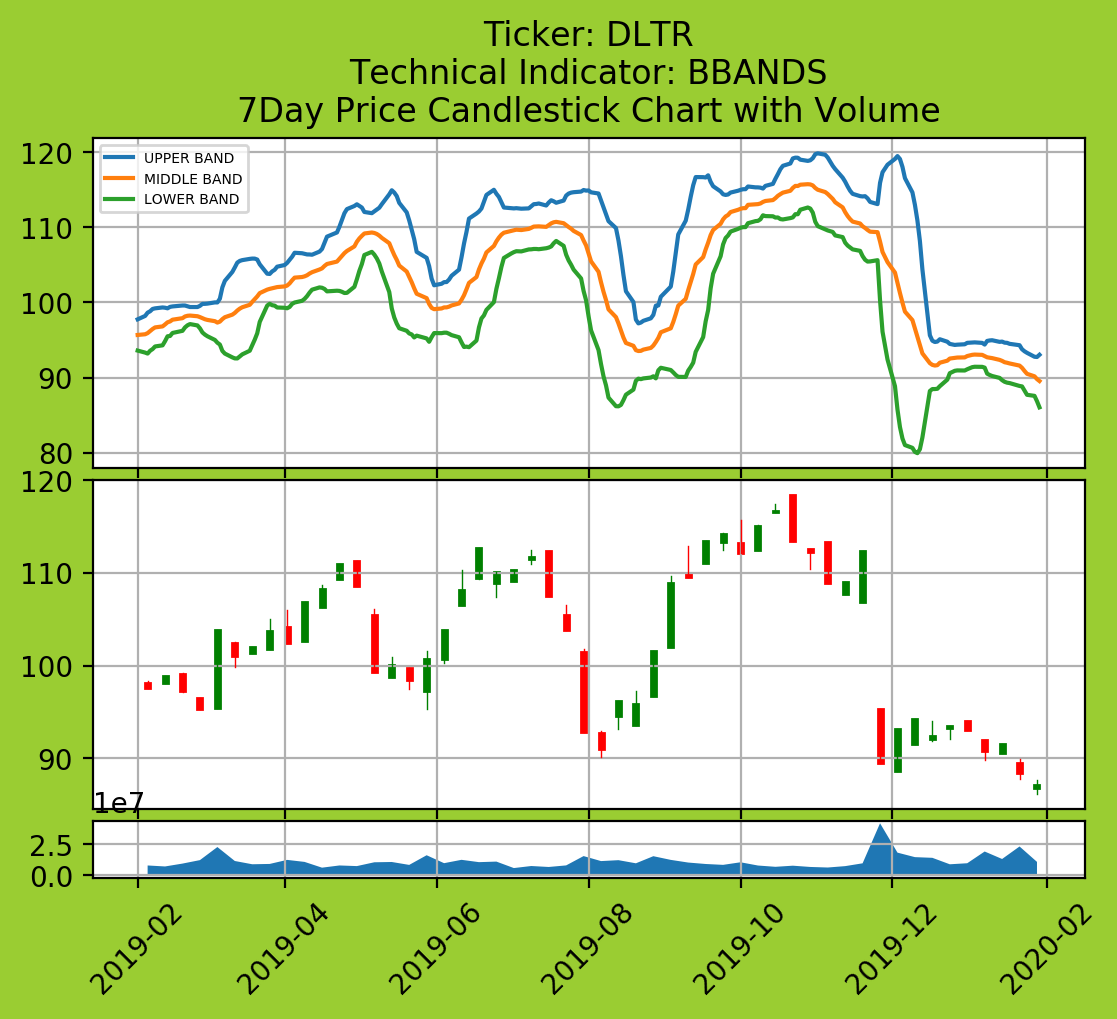 Ticker: DLTR
Technical Indicator: BBANDS
7Day Price Candlestick Chart with Volume
UPPER BAND
MIDDLE BAND
LOWER BAND
120
110
100
90
80
120
110
100
90
1e7
2.5
0.0
2019-02
2019-04
2019-06
2019-08
2019-10
2019-12
2020-02